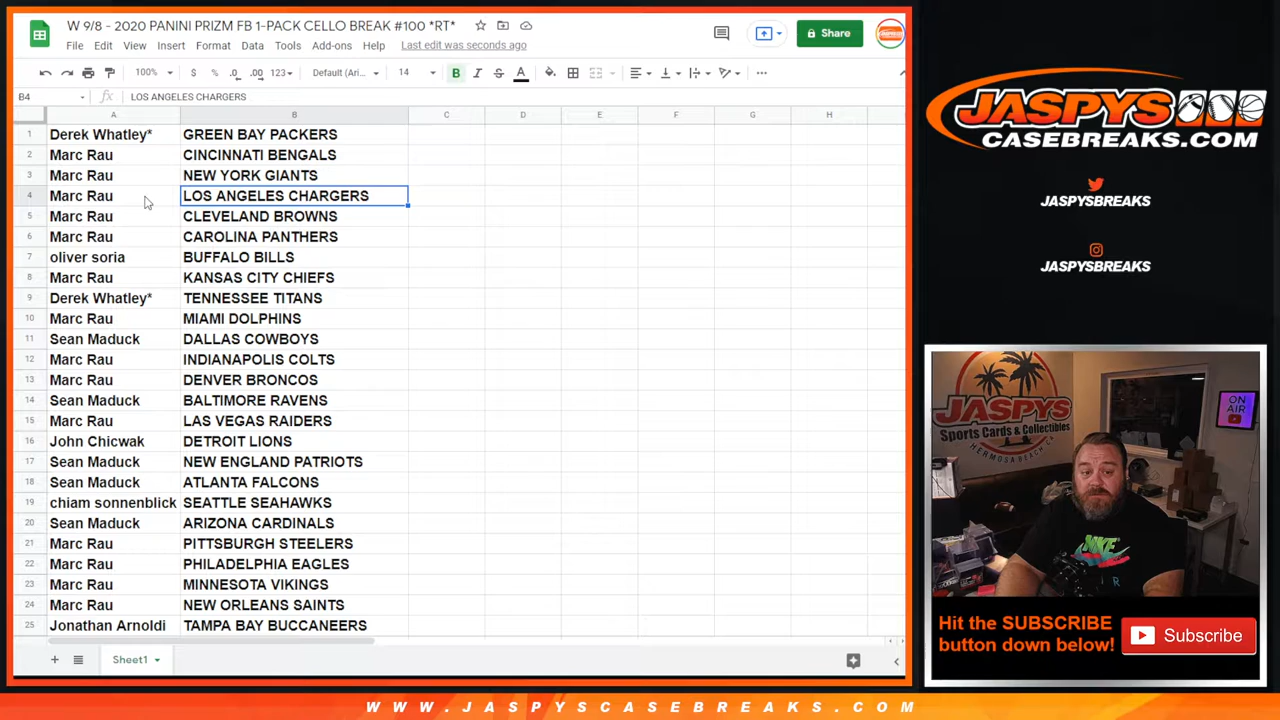 W 9/8 - 2020 PANINI PRIZM FB 1-PACK CELLO BREAK #100 *RT*
File Edit View Insert Format Data Tools Add-ons Help Last edit was seconds ago
Share
100% $ % .0 .00 123 Default (Ari... 14 B I S A
B4 fx LOS ANGELES CHARGERS
A B C D E F G H
1 Derek Whatley* GREEN BAY PACKERS
2 Marc Rau CINCINNATI BENGALS
3 Marc Rau NEW YORK GIANTS
4 Marc Rau LOS ANGELES CHARGERS
5 Marc Rau CLEVELAND BROWNS
6 Marc Rau CAROLINA PANTHERS
7 oliver soria BUFFALO BILLS
8 Marc Rau KANSAS CITY CHIEFS
9 Derek Whatley* TENNESSEE TITANS
10 Marc Rau MIAMI DOLPHINS
11 Sean Maduck DALLAS COWBOYS
12 Marc Rau INDIANAPOLIS COLTS
13 Marc Rau DENVER BRONCOS
14 Sean Maduck BALTIMORE RAVENS
15 Marc Rau LAS VEGAS RAIDERS
16 John Chicwak DETROIT LIONS
17 Sean Maduck NEW ENGLAND PATRIOTS
18 Sean Maduck ATLANTA FALCONS
19 chiam sonnenblick SEATTLE SEAHAWKS
20 Sean Maduck ARIZONA CARDINALS
21 Marc Rau PITTSBURGH STEELERS
22 Marc Rau PHILADELPHIA EAGLES
23 Marc Rau MINNESOTA VIKINGS
24 Marc Rau NEW ORLEANS SAINTS
25 Jonathan Arnoldi TAMPA BAY BUCCANEERS
Sheet1
JASPYS
CASEBREAKS.COM
JASPYSBREAKS
JASPYSBREAKS
JASPYS
Sports Cards & Collectibles
HERMOSA BEACH, CA
ON
AIR
NIKE
Hit the SUBSCRIBE
button down below!
Subscribe
WWW.JASPYSCASEBREAKS.COM